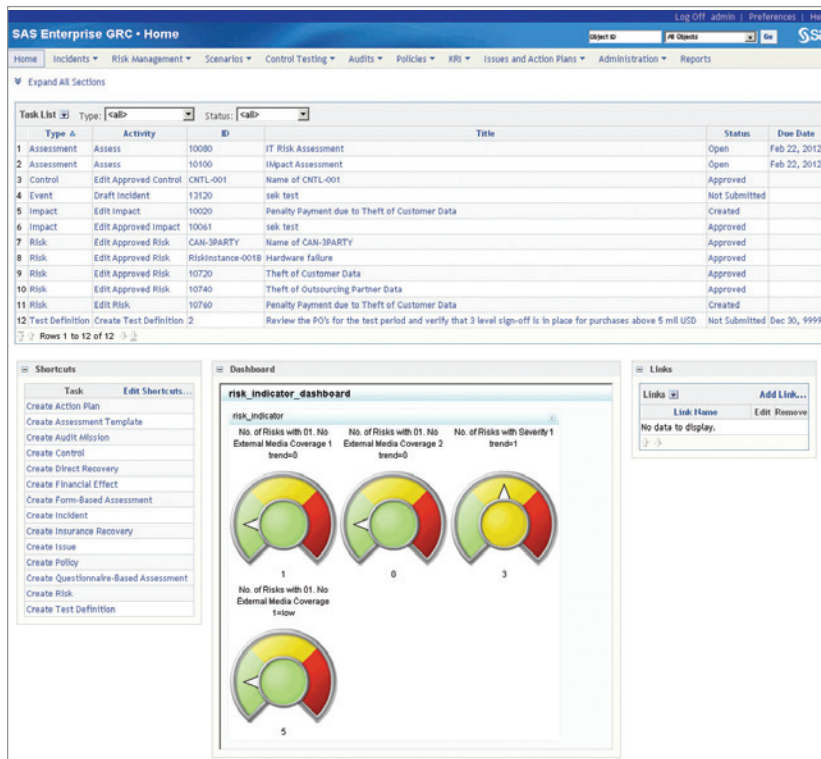 Log Off admin | Preferences | He
SAS Enterprise GRC • Home
Object ID All Objects Go SSa
Home Incidents Risk Management Scenarios Control Testing Audits Policies KRI Issues and Action Plans Administration Reports
Expand All Sections
Task List Type: <all> Status: <all>
Type Activity ID Title Status Due Date
1 Assessment Assess 10080 IT Risk Assessment Open Feb 22, 2012
2 Assessment Assess 10100 IMpact Assessment Open Feb 22, 2012
3 Control Edit Approved Control CNTL-001 Name of CNTL-001 Approved
4 Event Draft Incident 13120 sek test Not Submitted
5 Impact Edit Impact 10020 Penalty Payment due to Theft of Customer Data Created
6 Impact Edit Approved Impact 10061 sek test Approved
7 Risk Edit Approved Risk CAN-3PARTY Name of CAN-3PARTY Approved
8 Risk Edit Approved Risk RiskInstance-001B Hardware failure Approved
9 Risk Edit Approved Risk 10720 Theft of Customer Data Approved
10 Risk Edit Approved Risk 10740 Theft of Outsourcing Partner Data Approved
11 Risk Edit Risk 10760 Penalty Payment due to Theft of Customer Data Created
12 Test Definition Create Test Definition 2 Review the PO's for the test period and verify that 3 level sign-off is in place for purchases above 5 mil USD Not Submitted Dec 30, 9999
Rows 1 to 12 of 12
Shortcuts
Task Edit Shortcuts...
Create Action Plan
Create Assessment Template
Create Audit Mission
Create Control
Create Direct Recovery
Create Financial Effect
Create Form-Based Assessment
Create Incident
Create Insurance Recovery
Create Issue
Create Policy
Create Questionnaire-Based Assessment
Create Risk
Create Test Definition
Dashboard
risk_indicator_dashboard
risk_indicator
No. of Risks with 01. No External Media Coverage 1 trend=0
1
No. of Risks with 01. No External Media Coverage 2 trend=0
0
No. of Risks with Severity 1 trend=1
3
No. of Risks with 01. No External Media Coverage 1=low
5
Links
Links Add Link...
Link Name Edit Remove
No data to display.